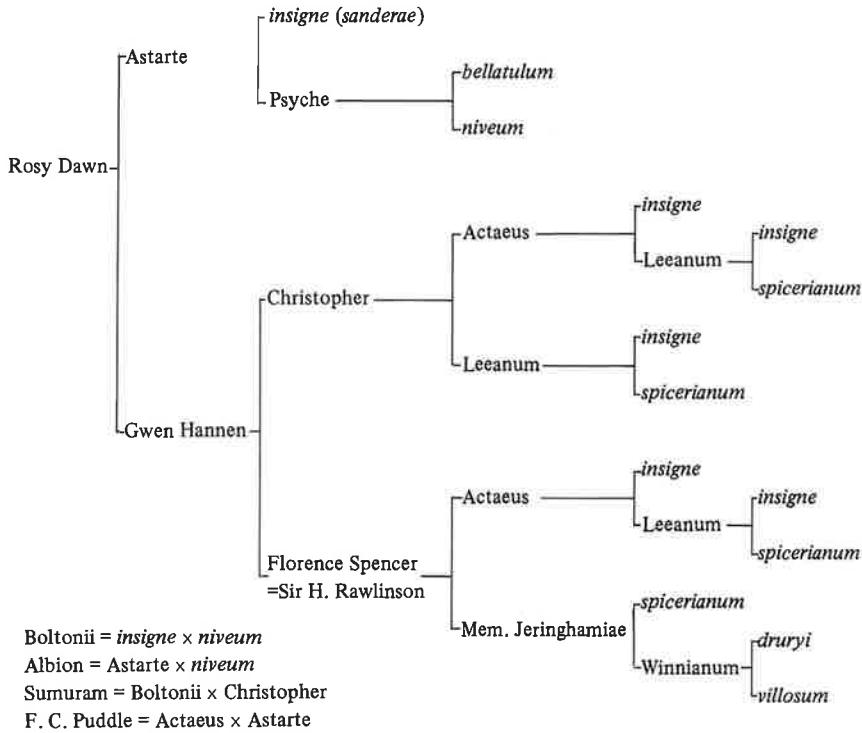 insigne (sanderae)
Astarte
bellatulum
Psyche
niveum
Rosy Dawn
insigne
Actaeus
insigne
Leeanum
spicerianum
Christopher
insigne
Leeanum
spicerianum
Gwen Hannen
insigne
Actaeus
insigne
Leeanum
spicerianum
Florence Spencer
=Sir H. Rawlinson
spicerianum
Mem. Jeringhamiae
druryi
Winnianum
villosum
Boltonii = insigne × niveum
Albion = Astarte × niveum
Sumuram = Boltonii × Christopher
F. C. Puddle = Actaeus × Astarte